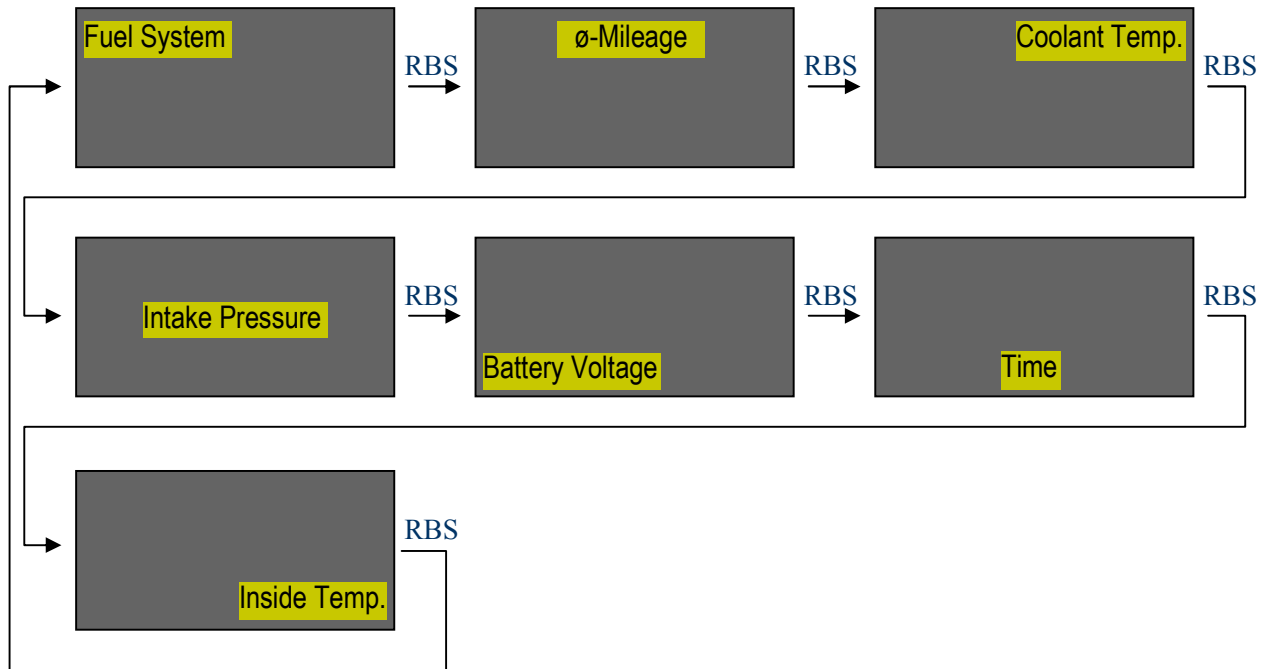 Fuel System
RBS
ø-Mileage
RBS
Coolant Temp.
RBS
Intake Pressure
RBS
Battery Voltage
RBS
Time
RBS
Inside Temp.
RBS